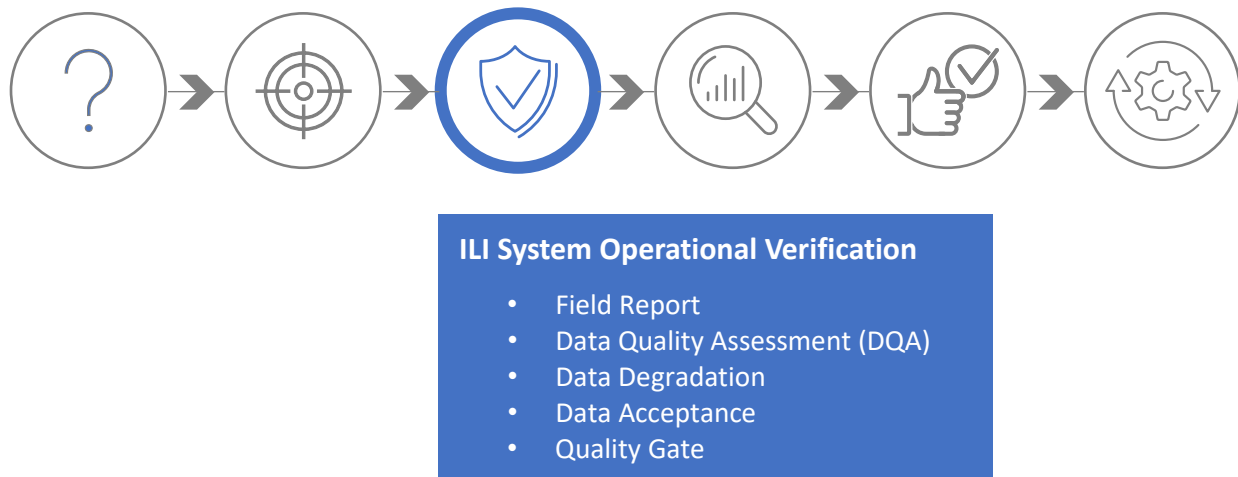 ILI System Operational Verification
• Field Report
• Data Quality Assessment (DQA)
• Data Degradation
• Data Acceptance
• Quality Gate